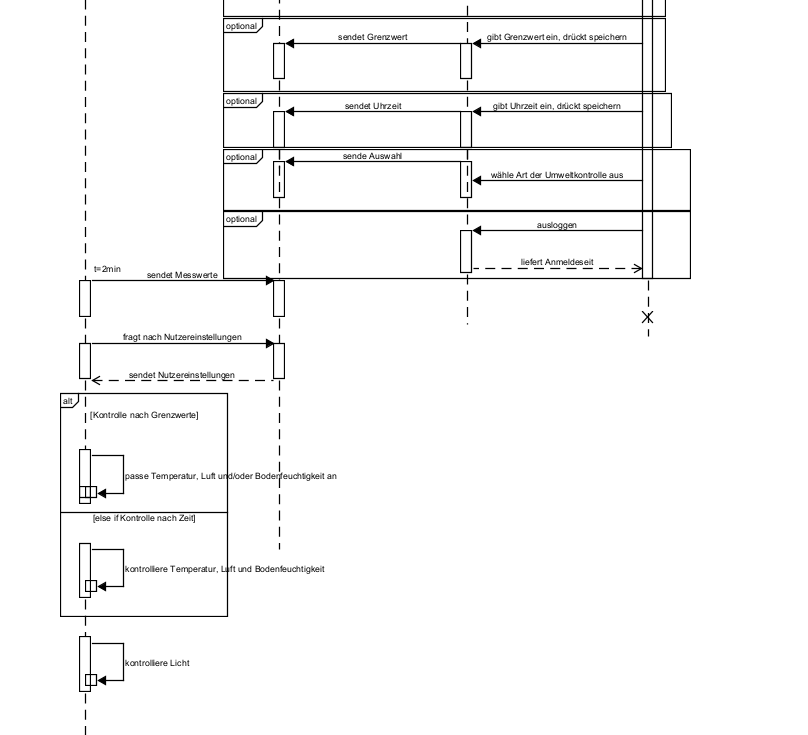 optional
sendet Grenzwert
gibt Grenzwert ein, drückt speichern
optional
sendet Uhrzeit
gibt Uhrzeit ein, drückt speichern
optional
sende Auswahl
wähle Art der Umweltkontrolle aus
optional
ausloggen
liefert Anmeldeseit
t=2min
sendet Messwerte
fragt nach Nutzereinstellungen
sendet Nutzereinstellungen
alt
[Kontrolle nach Grenzwerte]
passe Temperatur, Luft und/oder Bodenfeuchtigkeit an
[else if Kontrolle nach Zeit]
kontrolliere Temperatur, Luft und Bodenfeuchtigkeit
kontrolliere Licht